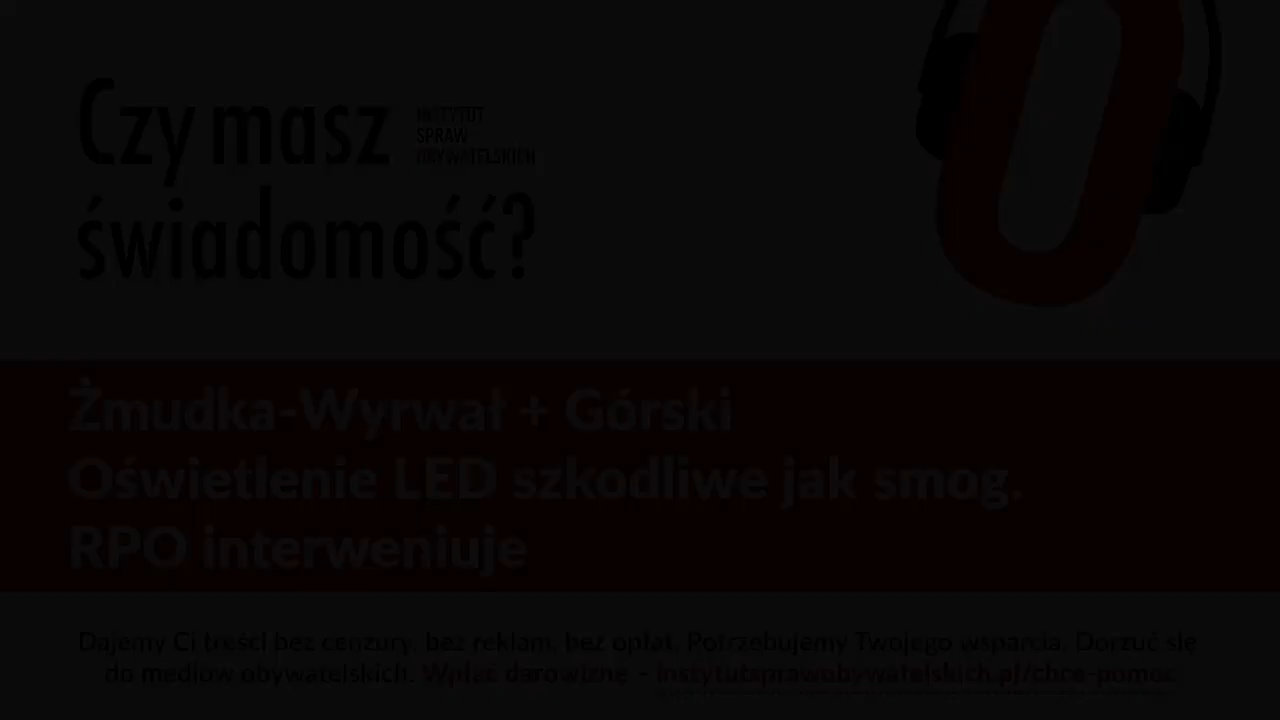 Czy masz
INSTYTUT
SPRAW
OBYWATELSKICH
świadomość?
Żmudka-Wyrwał + Górski
Oświetlenie LED szkodliwe jak smog.
RPO interweniuje
Dajemy Ci treści bez cenzury, bez reklam, bez opłat. Potrzebujemy Twojego wsparcia. Dorzuć się
do mediów obywatelskich. Wpłać darowiznę – instytutsprawobywatelskich.pl/chce-pomoc